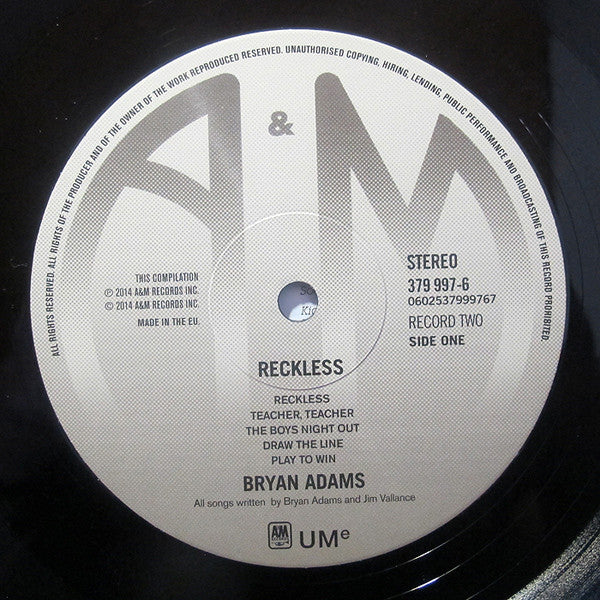 ALL RIGHTS RESERVED. ALL RIGHTS OF THE PRODUCER AND OF THE OWNER OF THE WORK REPRODUCED RESERVED. UNAUTHORISED COPYING, HIRING, LENDING, PUBLIC PERFORMANCE AND BROADCASTING OF THIS RECORD PROHIBITED.
A&M
THIS COMPILATION
℗ 2014 A&M RECORDS INC.
© 2014 A&M RECORDS INC.
MADE IN THE EU.
STEREO
379 997-6
0602537999767
RECORD TWO
SIDE ONE
RECKLESS
RECKLESS
TEACHER, TEACHER
THE BOYS NIGHT OUT
DRAW THE LINE
PLAY TO WIN
BRYAN ADAMS
All songs written by Bryan Adams and Jim Vallance
A&M
UMe